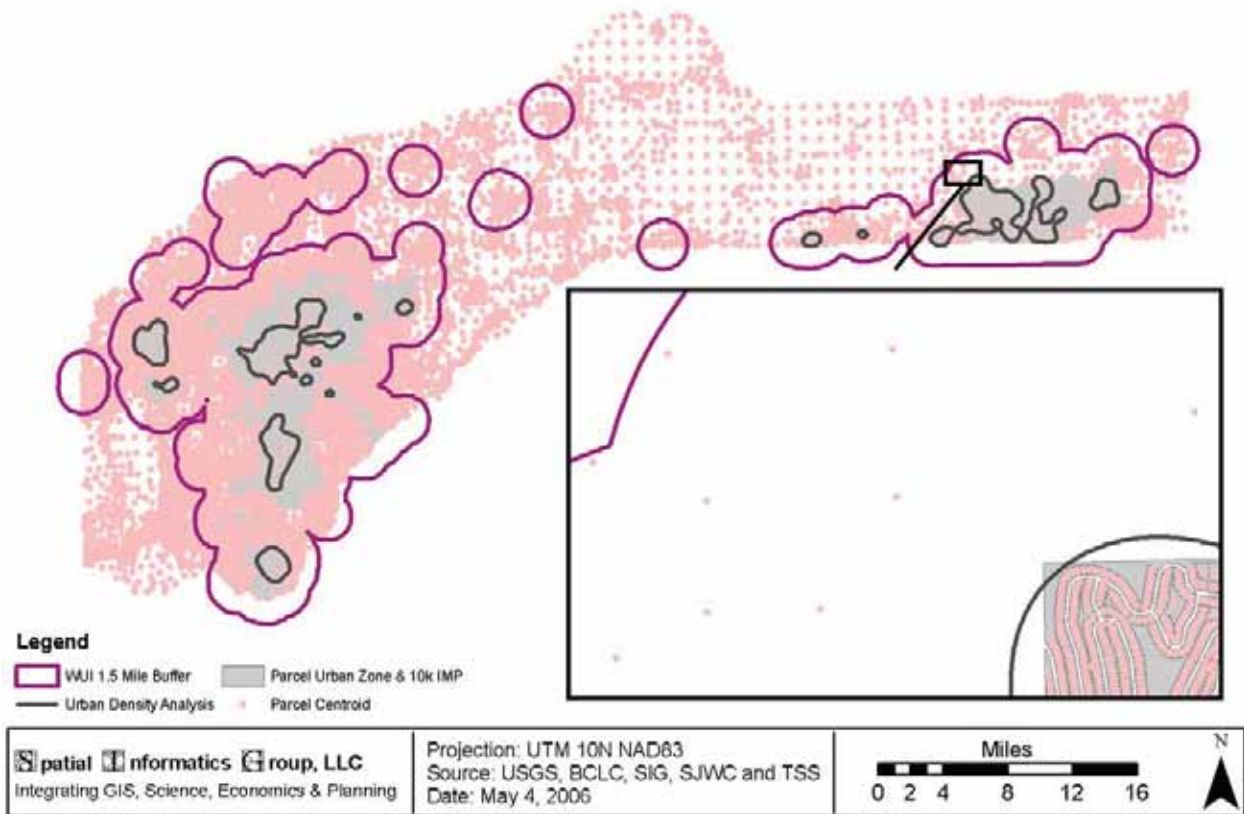 Legend
WUI 1.5 Mile Buffer
Parcel Urban Zone & 10k IMP
Urban Density Analysis
Parcel Centroid
Spatial Informatics Group, LLC
Integrating GIS, Science, Economics & Planning
Projection: UTM 10N NAD83
Source: USGS, BCLC, SIG, SJWC and TSS
Date: May 4, 2006
Miles
0 2 4 8 12 16
N